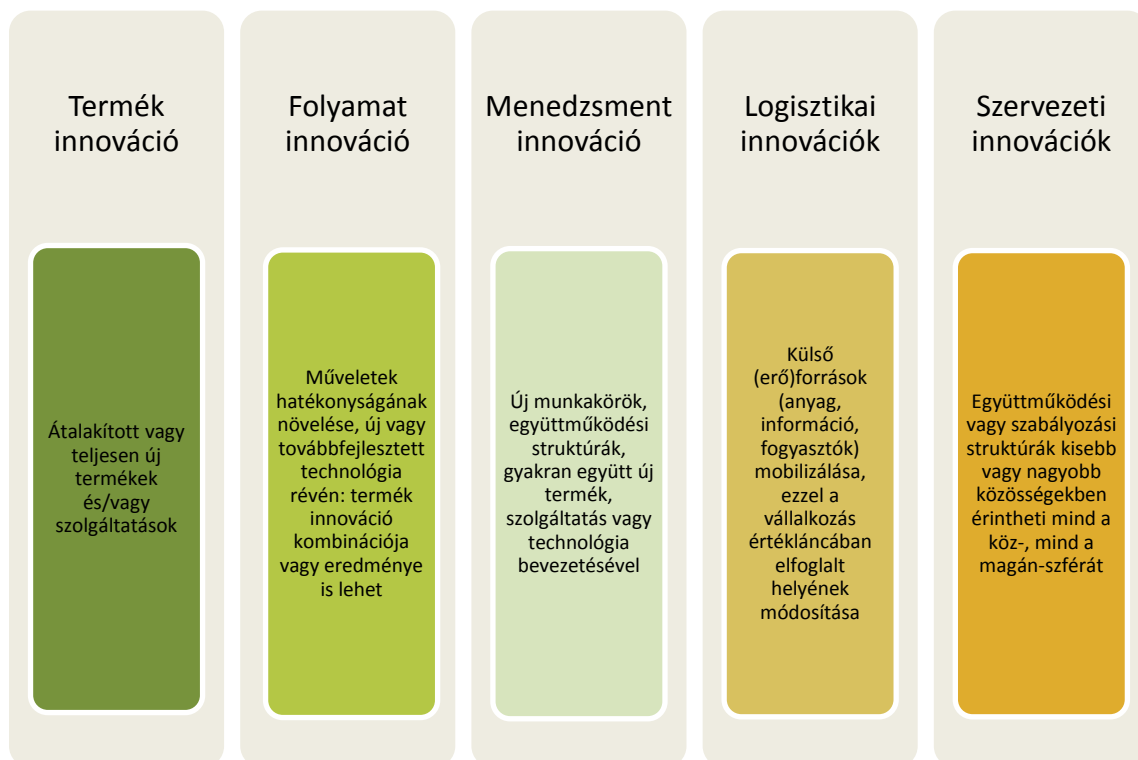 Termék
innováció
Átalakított vagy
teljesen új
termékek
és/vagy
szolgáltatások
Folyamat
innováció
Műveletek
hatékonyságának
növelése, új vagy
továbbfejlesztett
technológia
révén: termék
innováció
kombinációja
vagy eredménye
is lehet
Menedzsment
innováció
Új munkakörök,
együttműködési
struktúrák,
gyakran együtt új
termék,
szolgáltatás vagy
technológia
bevezetésével
Logisztikai
innovációk
Külső
(erő)források
(anyag,
információ,
fogyasztók)
mobilizálása,
ezzel a
vállalkozás
értékláncában
elfoglalt
helyének
módosítása
Szervezeti
innovációk
Együttműködési
vagy szabályozási
struktúrák kisebb
vagy nagyobb
közösségekben
érintheti mind a
köz-, mind a
magán-szférát